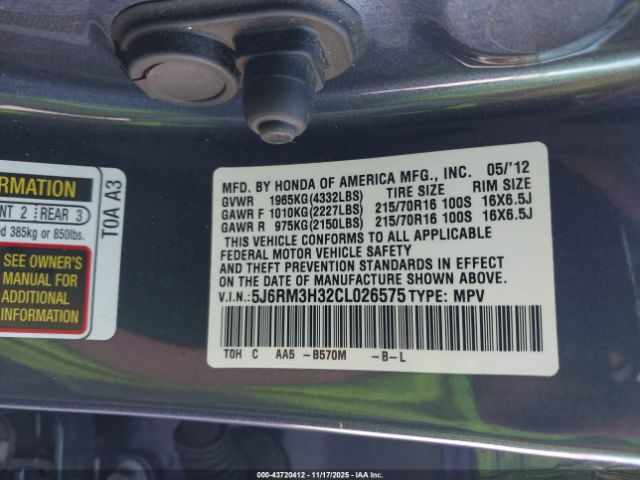 RMATION
NT 2 REAR 3
ed 385kg or 850lbs.
SEE OWNER'S
MANUAL FOR
ADDITIONAL
INFORMATION
T0A A3
MFD. BY HONDA OF AMERICA MFG., INC. 05/'12
GVWR 1965KG(4332LBS) TIRE SIZE RIM SIZE
GAWR F 1010KG(2227LBS) 215/70R16 100S 16X6.5J
GAWR R 975KG(2150LBS) 215/70R16 100S 16X6.5J
THIS VEHICLE CONFORMS TO ALL APPLICABLE
FEDERAL MOTOR VEHICLE SAFETY
AND THEFT PREVENTION STANDARDS IN EFFECT
ON THE DATE OF MANUFACTURE SHOWN ABOVE.
V.I.N.:5J6RM3H32CL026575 TYPE: MPV
TOH C AA5 -B570M -B-L
000-43720412 - 11/17/2025 - IAAI, Inc.